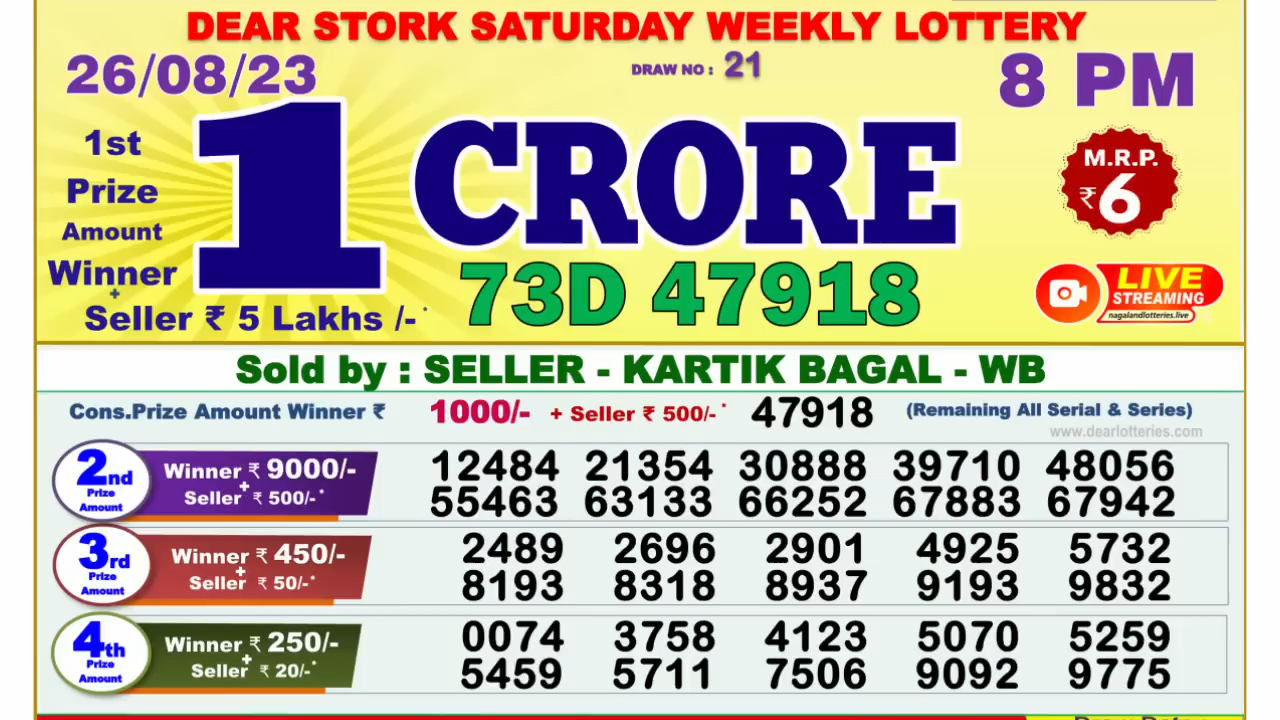 DEAR STORK SATURDAY WEEKLY LOTTERY
26/08/23 DRAW NO : 21 8 PM
1st
Prize
Amount
Winner
+
Seller ₹ 5 Lakhs /-*
1 CRORE
73D 47918
M.R.P.
₹6
LIVE
STREAMING
nagalandlotteries.live
Sold by : SELLER - KARTIK BAGAL - WB
Cons.Prize Amount Winner ₹ 1000/- + Seller ₹ 500/-* 47918 (Remaining All Serial & Series)
www.dearlotteries.com
2nd
Prize
Amount
Winner ₹ 9000/-
+
Seller ₹ 500/-*
12484 21354 30888 39710 48056
55463 63133 66252 67883 67942
3rd
Prize
Amount
Winner ₹ 450/-
+
Seller ₹ 50/-*
2489 2696 2901 4925 5732
8193 8318 8937 9193 9832
4th
Prize
Amount
Winner ₹ 250/-
+
Seller ₹ 20/-*
0074 3758 4123 5070 5259
5459 5711 7506 9092 9775